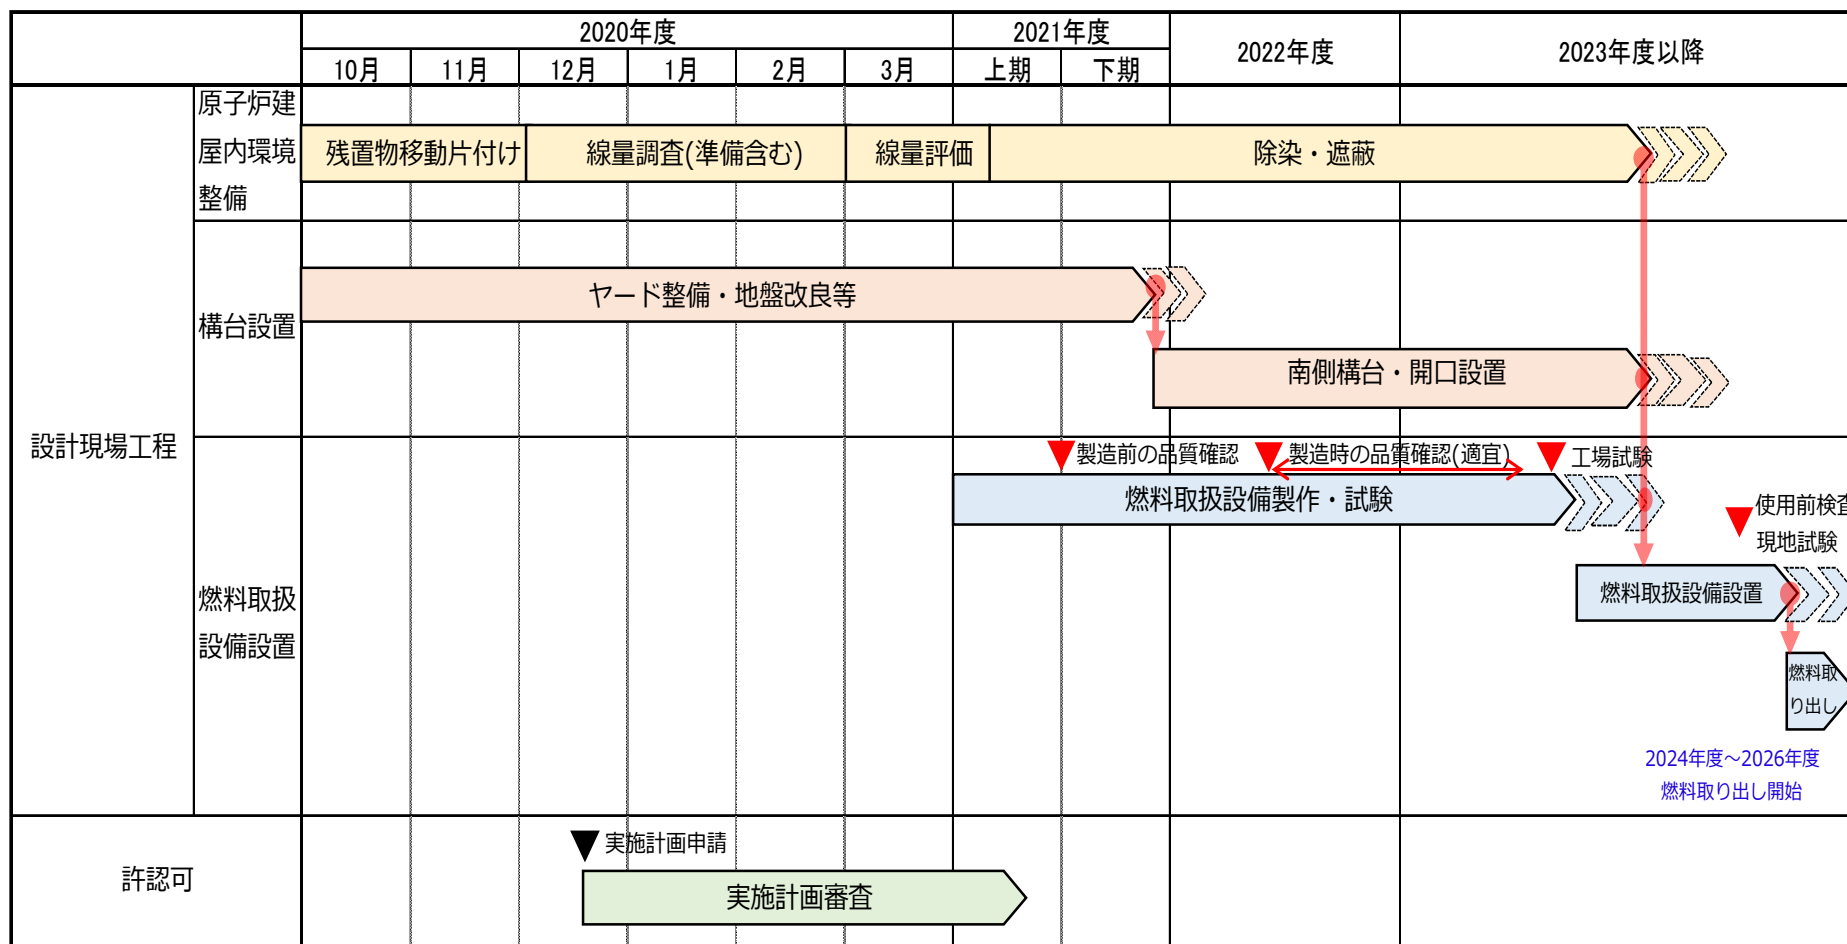 2020年度
2021年度
2022年度
2023年度以降
10月
11月
12月
1月
2月
3月
上期
下期
設計現場工程
原子炉建
屋内環境
整備
残置物移動片付け
線量調査(準備含む)
線量評価
除染・遮蔽
構台設置
ヤード整備・地盤改良等
南側構台・開口設置
燃料取扱
設備設置
製造前の品質確認
製造時の品質確認(適宜)
工場試験
燃料取扱設備製作・試験
使用前検査
現地試験
燃料取扱設備設置
燃料取
り出し
2024年度～2026年度
燃料取り出し開始
許認可
実施計画申請
実施計画審査